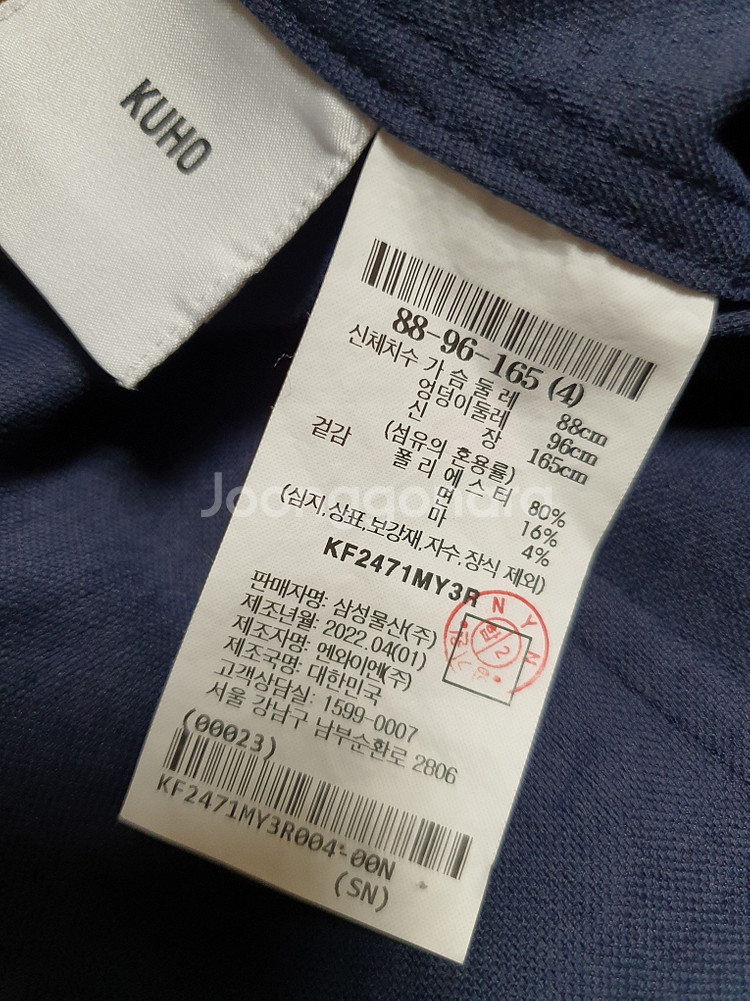 KUHO
88-96-165 (4)
신체치수 가 슴 둘 레 88cm
엉덩이둘레 96cm
신 장 165cm
(섬유의 혼용률)
겉감 폴 리 에 스 터 80%
면 16%
마 4%
(심지,상표,보강재,자수,장식 제외)
KF2471MY3R
판매자명: 삼성물산(주)
제조년월: 2022.04(01)
제조자명: 엔와이엔(주)
제조국명: 대한민국
고객상담실: 1599-0007
서울 강남구 남부순환로 2806
(00023)
KF2471MY3R004-00N
(SN)
N Y N
Joonggonara